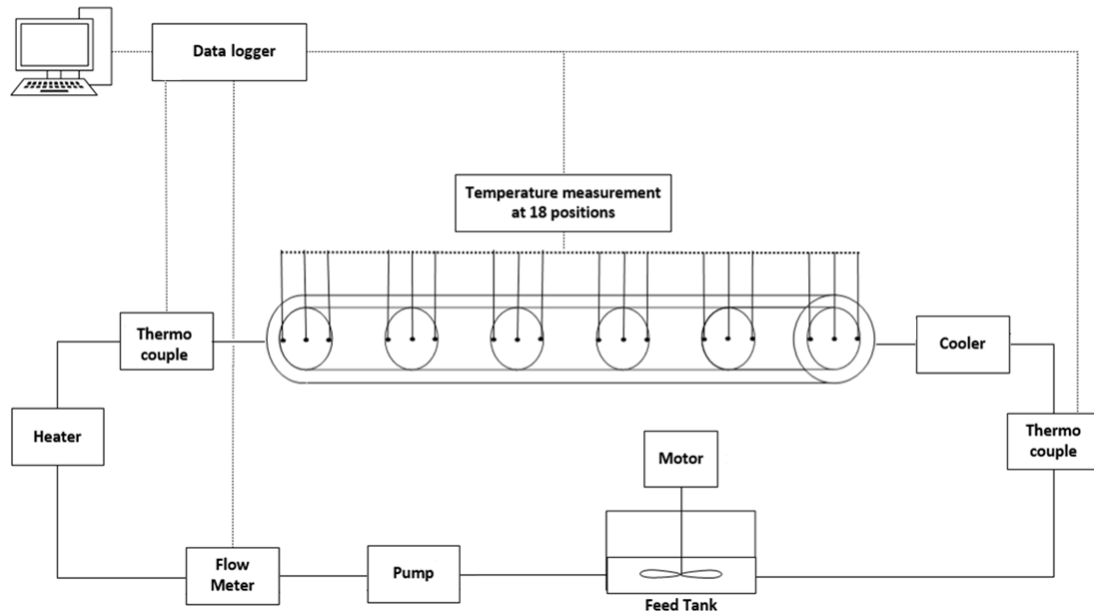 Data logger
Temperature measurement
at 18 positions
Thermo
couple
Cooler
Heater
Motor
Thermo
couple
Flow
Meter
Pump
Feed Tank